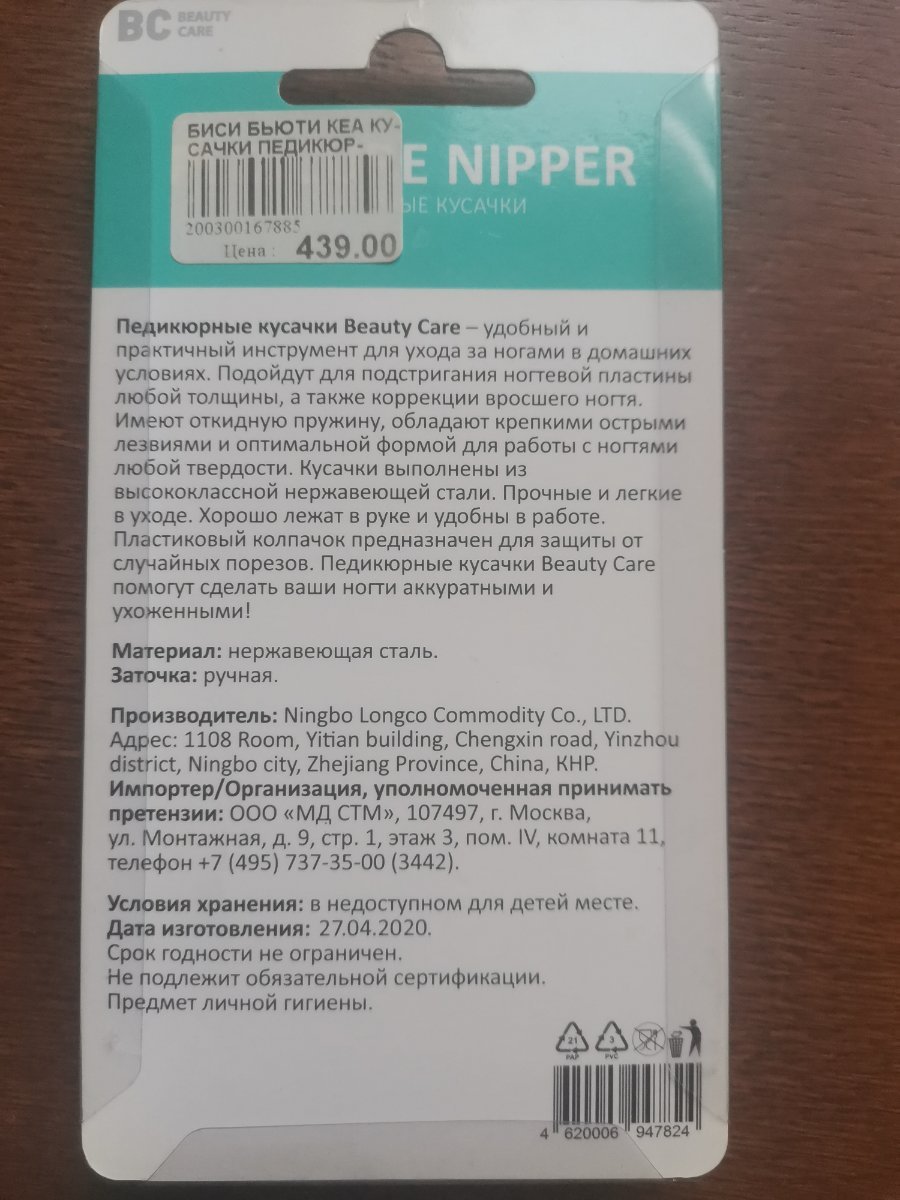 BC BEAUTY
CARE
БИСИ БЬЮТИ КЕА КУ-
САЧКИ ПЕДИКЮР-
200300167885
Цена : 439.00
E NIPPER
ЫЕ КУСАЧКИ
Педикюрные кусачки Beauty Care – удобный и
практичный инструмент для ухода за ногами в домашних
условиях. Подойдут для подстригания ногтевой пластины
любой толщины, а также коррекции вросшего ногтя.
Имеют откидную пружину, обладают крепкими острыми
лезвиями и оптимальной формой для работы с ногтями
любой твердости. Кусачки выполнены из
высококлассной нержавеющей стали. Прочные и легкие
в уходе. Хорошо лежат в руке и удобны в работе.
Пластиковый колпачок предназначен для защиты от
случайных порезов. Педикюрные кусачки Beauty Care
помогут сделать ваши ногти аккуратными и
ухоженными!
Материал: нержавеющая сталь.
Заточка: ручная.
Производитель: Ningbo Longco Commodity Co., LTD.
Адрес: 1108 Room, Yitian building, Chengxin road, Yinzhou
district, Ningbo city, Zhejiang Province, China, КНР.
Импортер/Организация, уполномоченная принимать
претензии: ООО «МД СТМ», 107497, г. Москва,
ул. Монтажная, д. 9, стр. 1, этаж 3, пом. IV, комната 11,
телефон +7 (495) 737-35-00 (3442).
Условия хранения: в недоступном для детей месте.
Дата изготовления: 27.04.2020.
Срок годности не ограничен.
Не подлежит обязательной сертификации.
Предмет личной гигиены.
21 3
PAP PVC
4 620006 947824